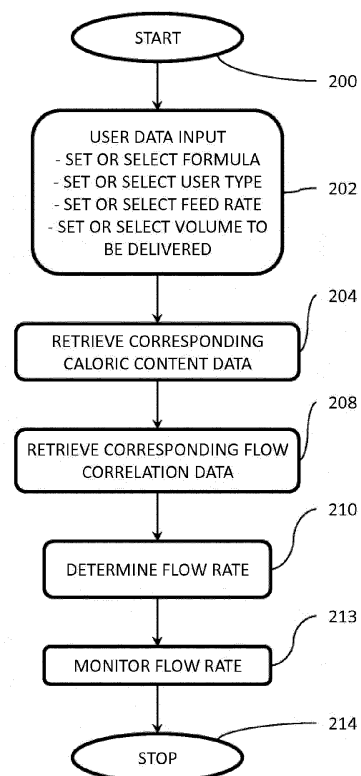 START
200
USER DATA INPUT
- SET OR SELECT FORMULA
- SET OR SELECT USER TYPE
- SET OR SELECT FEED RATE
- SET OR SELECT VOLUME TO
BE DELIVERED
202
204
RETRIEVE CORRESPONDING
CALORIC CONTENT DATA
208
RETRIEVE CORRESPONDING FLOW
CORRELATION DATA
210
DETERMINE FLOW RATE
213
MONITOR FLOW RATE
214
STOP